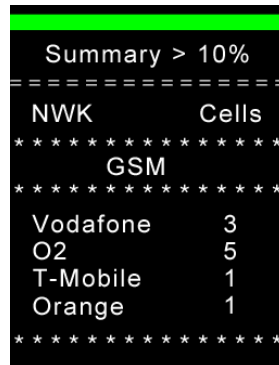 Summary > 10%
= = = = = = = = = = = = = =
NWK Cells
* * * * * * * * * * * * * *
GSM
* * * * * * * * * * * * * *
Vodafone 3
O2 5
T-Mobile 1
Orange 1
* * * * * * * * * * * * * *